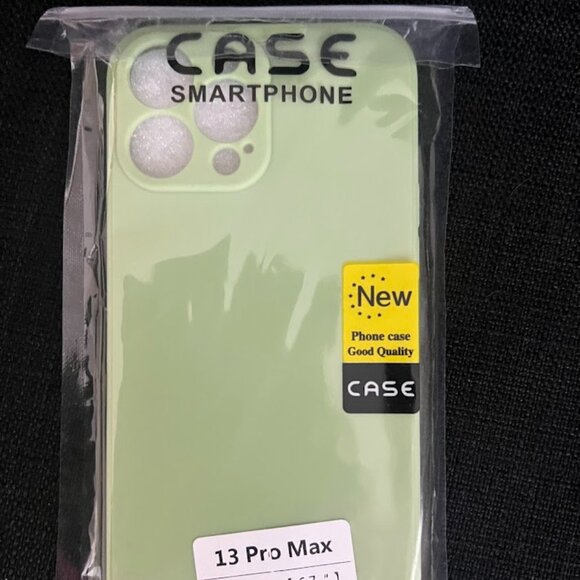 CASE
SMARTPHONE
New
Phone case
Good Quality
CASE
13 Pro Max